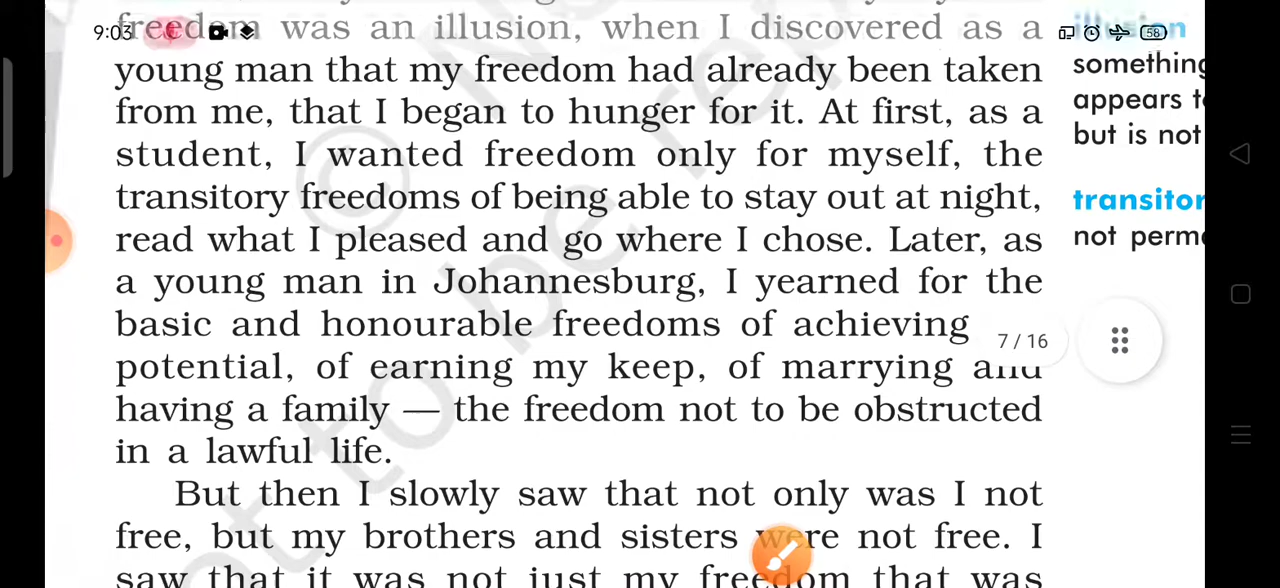 freedom was an illusion, when I discovered as a
9:03
58
young man that my freedom had already been taken
from me, that I began to hunger for it. At first, as a
student, I wanted freedom only for myself, the
transitory freedoms of being able to stay out at night,
read what I pleased and go where I chose. Later, as
a young man in Johannesburg, I yearned for the
basic and honourable freedoms of achieving
potential, of earning my keep, of marrying and
having a family — the freedom not to be obstructed
in a lawful life.
But then I slowly saw that not only was I not
free, but my brothers and sisters were not free. I
saw that it was not just my freedom that was
illusion
something
appears t
but is not
transitor
not perm
7 / 16
© not to be rep